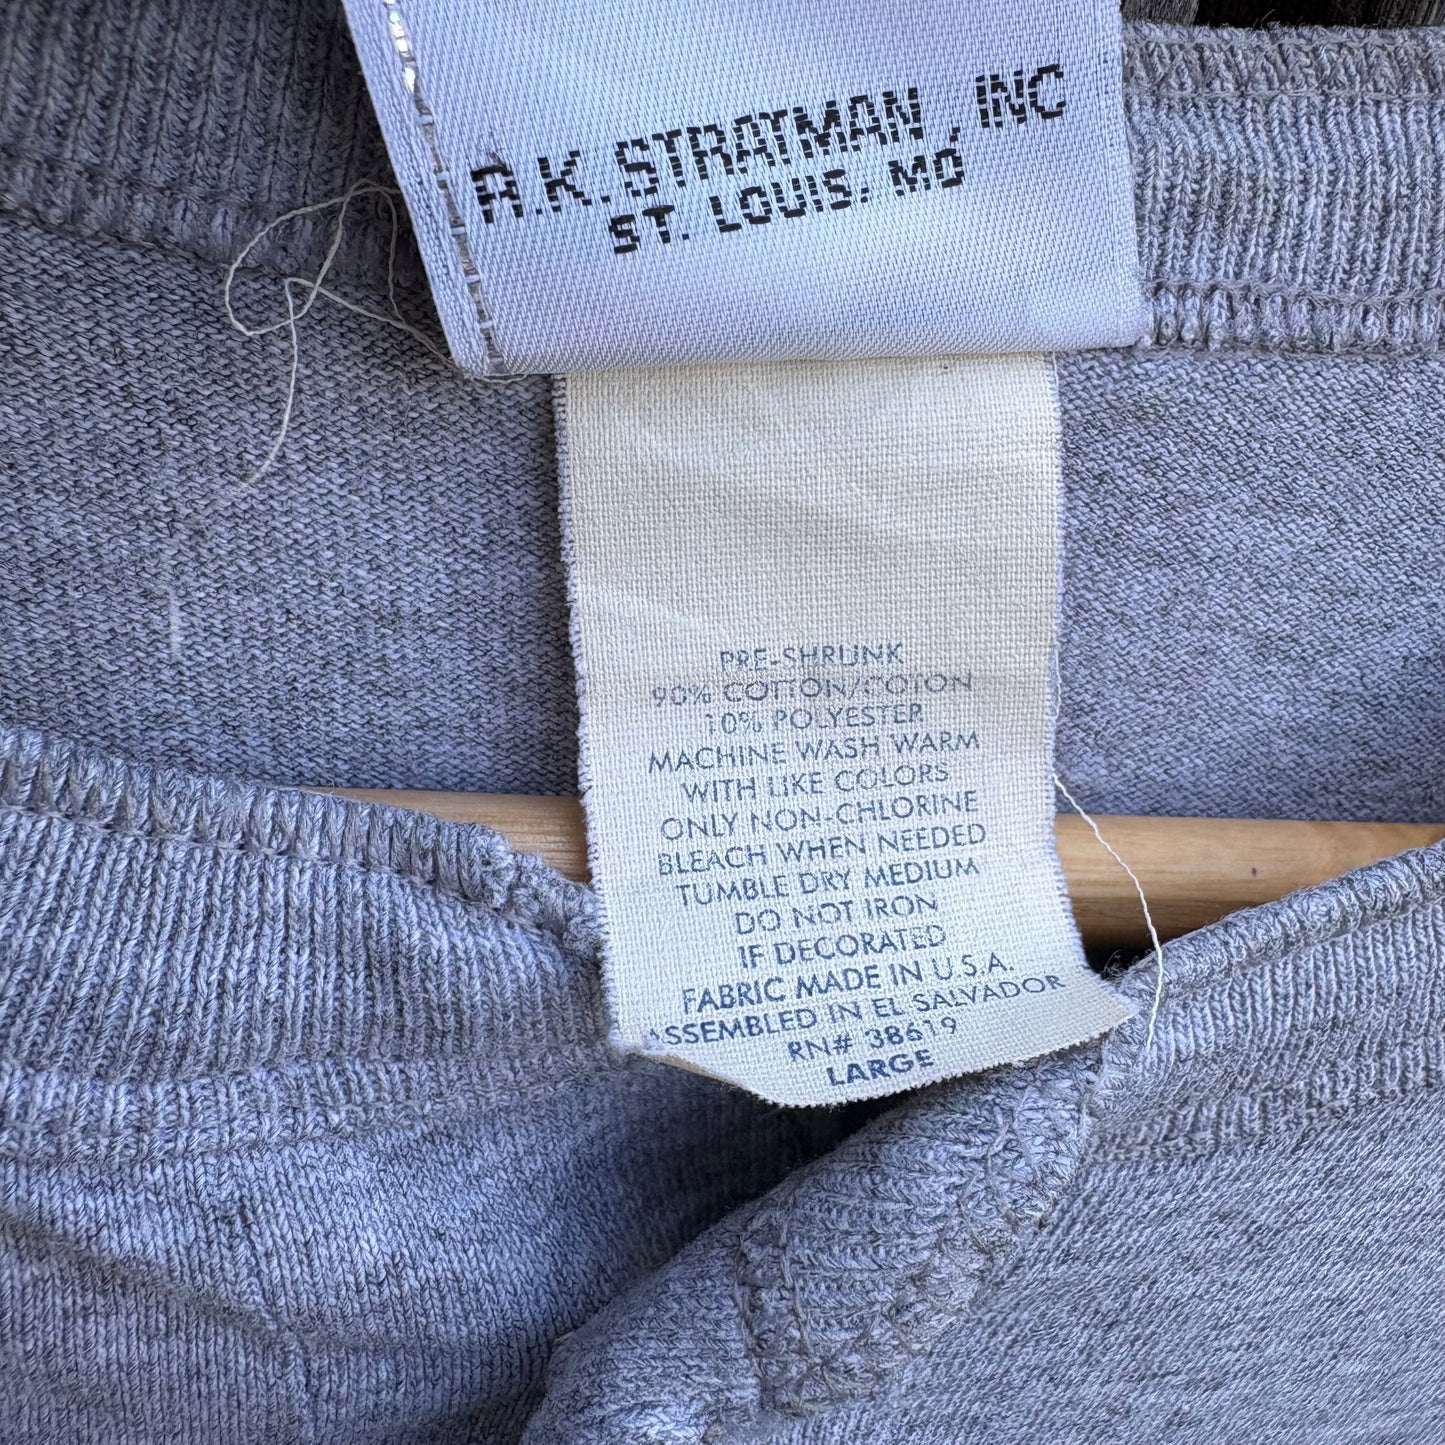 A.K. STRATMAN, INC
ST. LOUIS, MO
PRE-SHRUNK
90% COTTON/COTON
10% POLYESTER
MACHINE WASH WARM
WITH LIKE COLORS
ONLY NON-CHLORINE
BLEACH WHEN NEEDED
TUMBLE DRY MEDIUM
DO NOT IRON
IF DECORATED
FABRIC MADE IN U.S.A.
ASSEMBLED IN EL SALVADOR
RN# 38619
LARGE